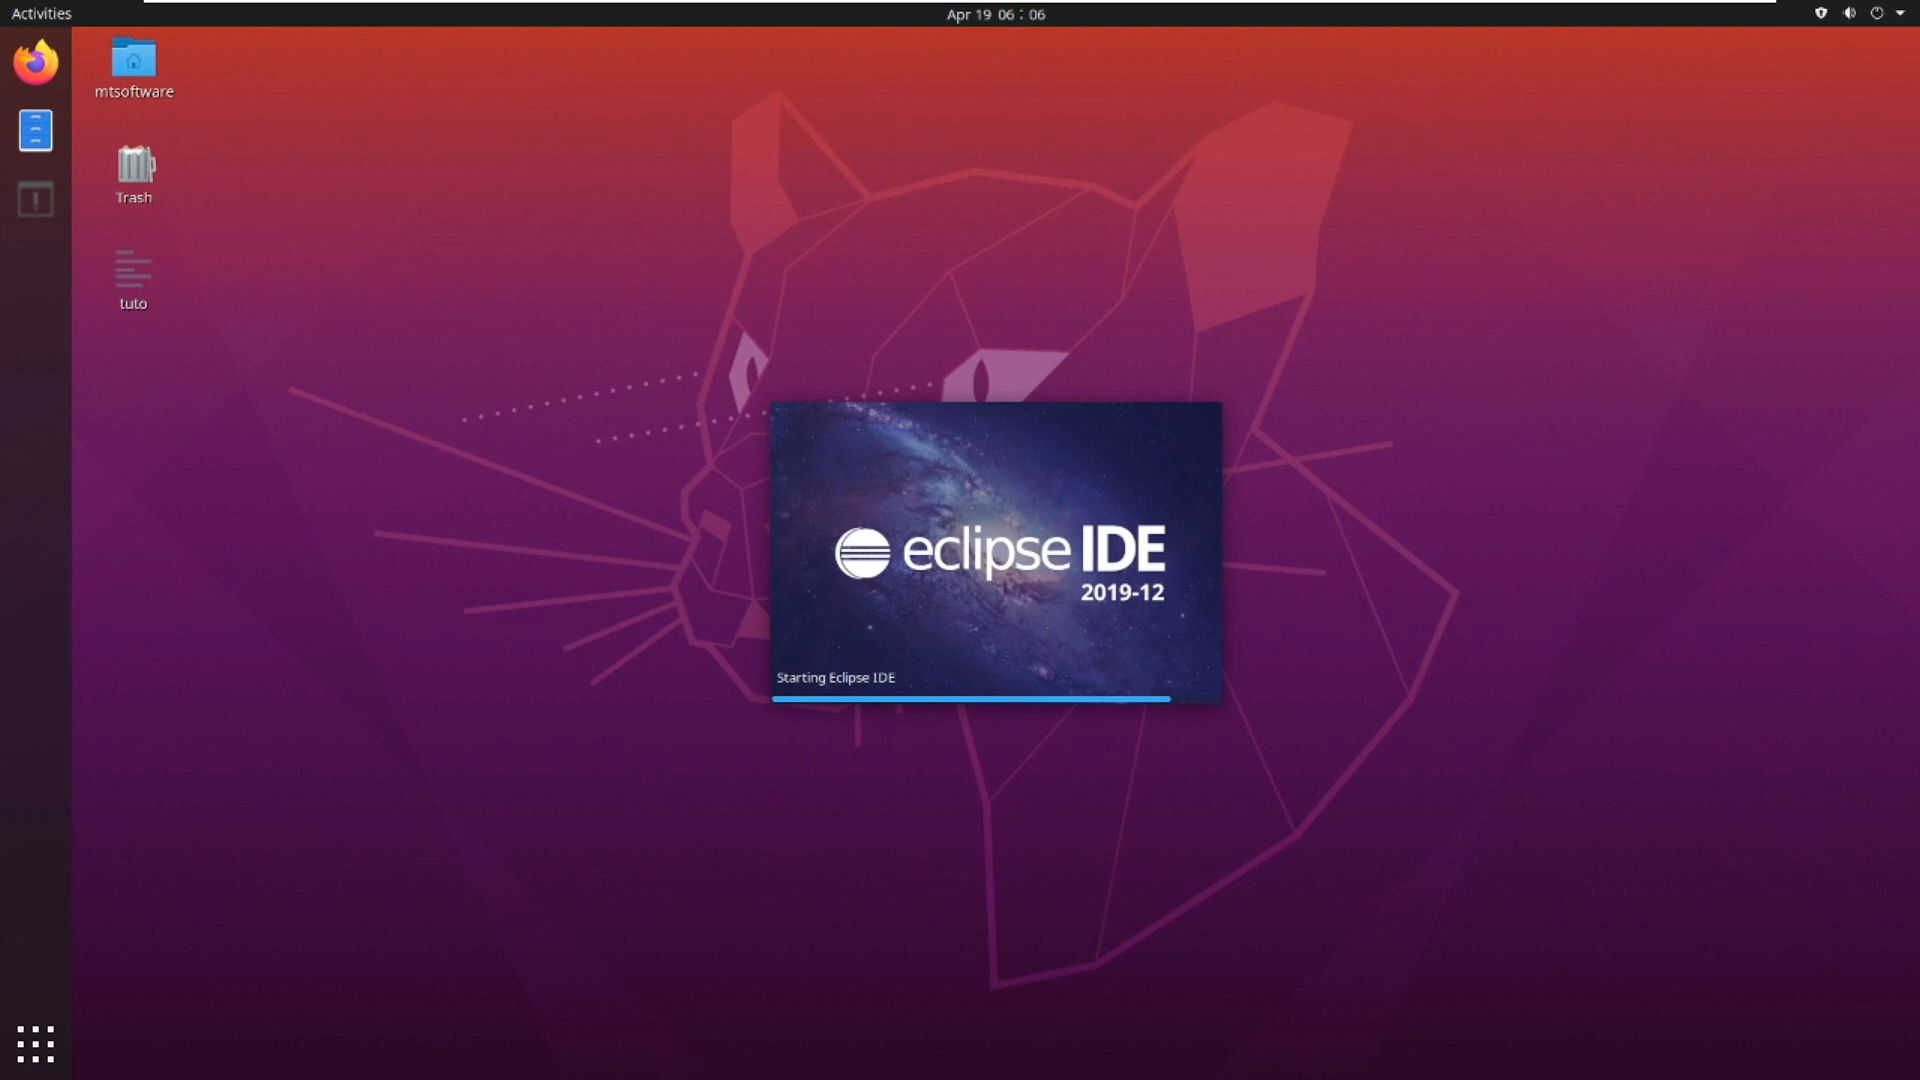 Activities
Apr 19 06:06
mtsoftware
Trash
tuto
eclipse IDE
2019-12
Starting Eclipse IDE